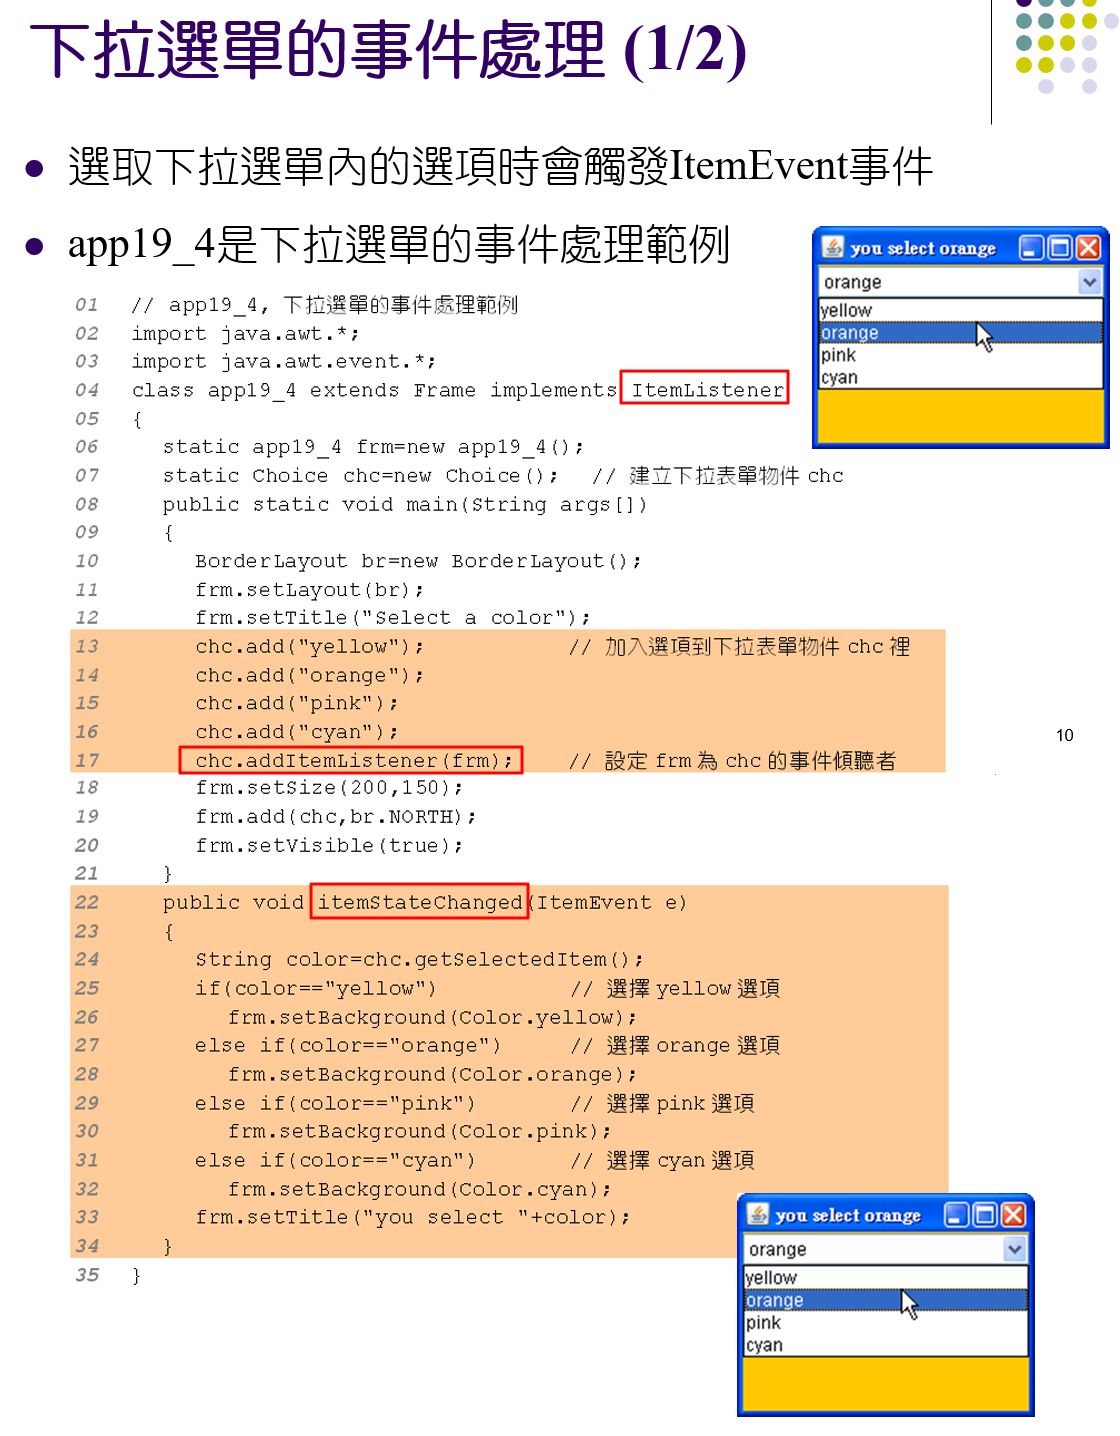 下拉選單的事件處理 (1/2)
選取下拉選單內的選項時會觸發ItemEvent事件
app19_4是下拉選單的事件處理範例
you select orange
orange
yellow
orange
pink
cyan
01 // app19_4, 下拉選單的事件處理範例
02 import java.awt.*;
03 import java.awt.event.*;
04 class app19_4 extends Frame implements ItemListener
05 {
06 static app19_4 frm=new app19_4();
07 static Choice chc=new Choice(); // 建立下拉表單物件 chc
08 public static void main(String args[])
09 {
10 BorderLayout br=new BorderLayout();
11 frm.setLayout(br);
12 frm.setTitle("Select a color");
13 chc.add("yellow"); // 加入選項到下拉表單物件 chc 裡
14 chc.add("orange");
15 chc.add("pink");
16 chc.add("cyan");
17 chc.addItemListener(frm); // 設定 frm 為 chc 的事件傾聽者
18 frm.setSize(200,150);
19 frm.add(chc,br.NORTH);
20 frm.setVisible(true);
21 }
22 public void itemStateChanged(ItemEvent e)
23 {
24 String color=chc.getSelectedItem();
25 if(color=="yellow") // 選擇 yellow 選項
26 frm.setBackground(Color.yellow);
27 else if(color=="orange") // 選擇 orange 選項
28 frm.setBackground(Color.orange);
29 else if(color=="pink") // 選擇 pink 選項
30 frm.setBackground(Color.pink);
31 else if(color=="cyan") // 選擇 cyan 選項
32 frm.setBackground(Color.cyan);
33 frm.setTitle("you select "+color);
34 }
35 }
10
you select orange
orange
yellow
orange
pink
cyan